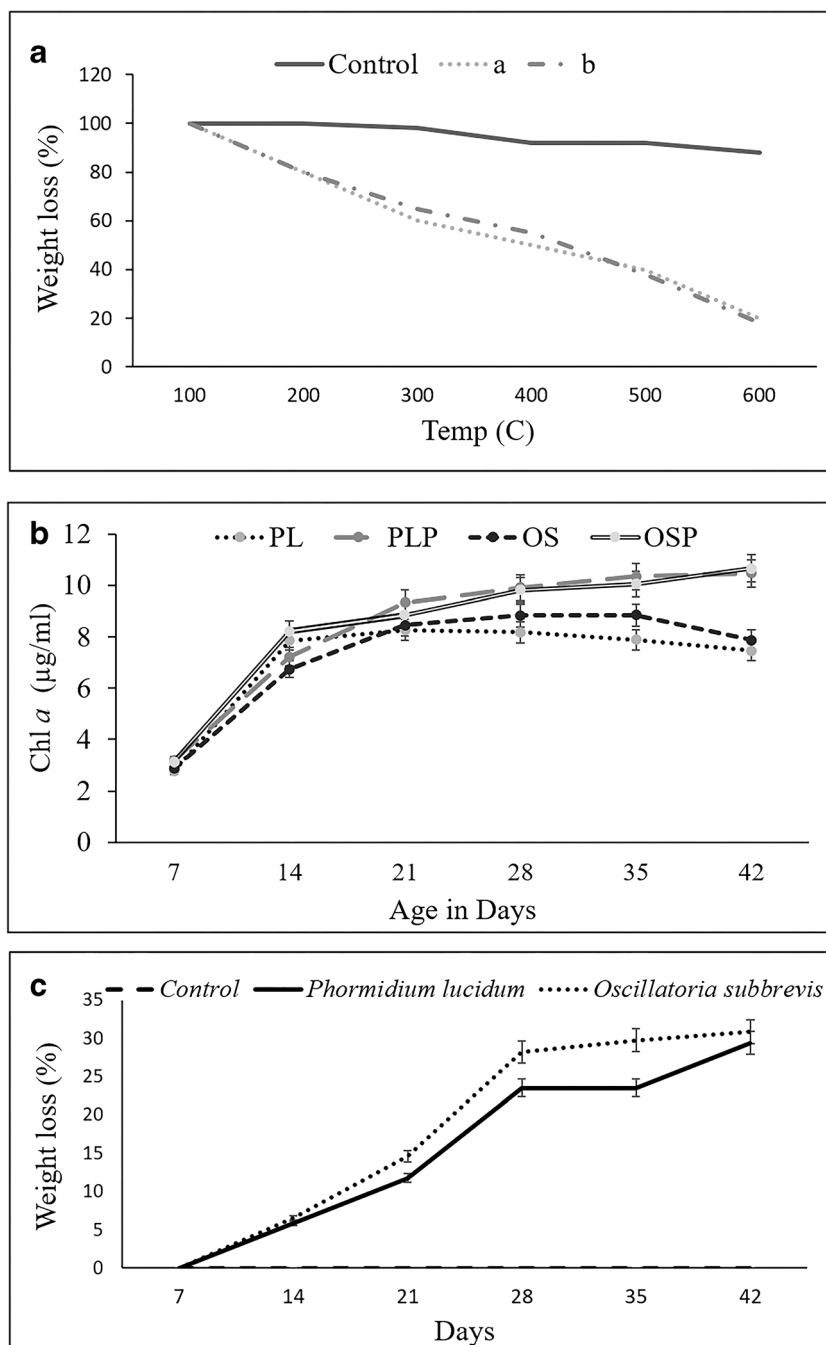 a
Control a b
120
100
80
60
40
20
0
Weight loss (%)
100 200 300 400 500 600
Temp (C)
b
PL PLP OS OSP
12
10
8
6
4
2
0
Chl a (µg/ml)
7 14 21 28 35 42
Age in Days
c
Control Phormidium lucidum Oscillatoria subbrevis
35
30
25
20
15
10
5
0
Weight loss (%)
7 14 21 28 35 42
Days